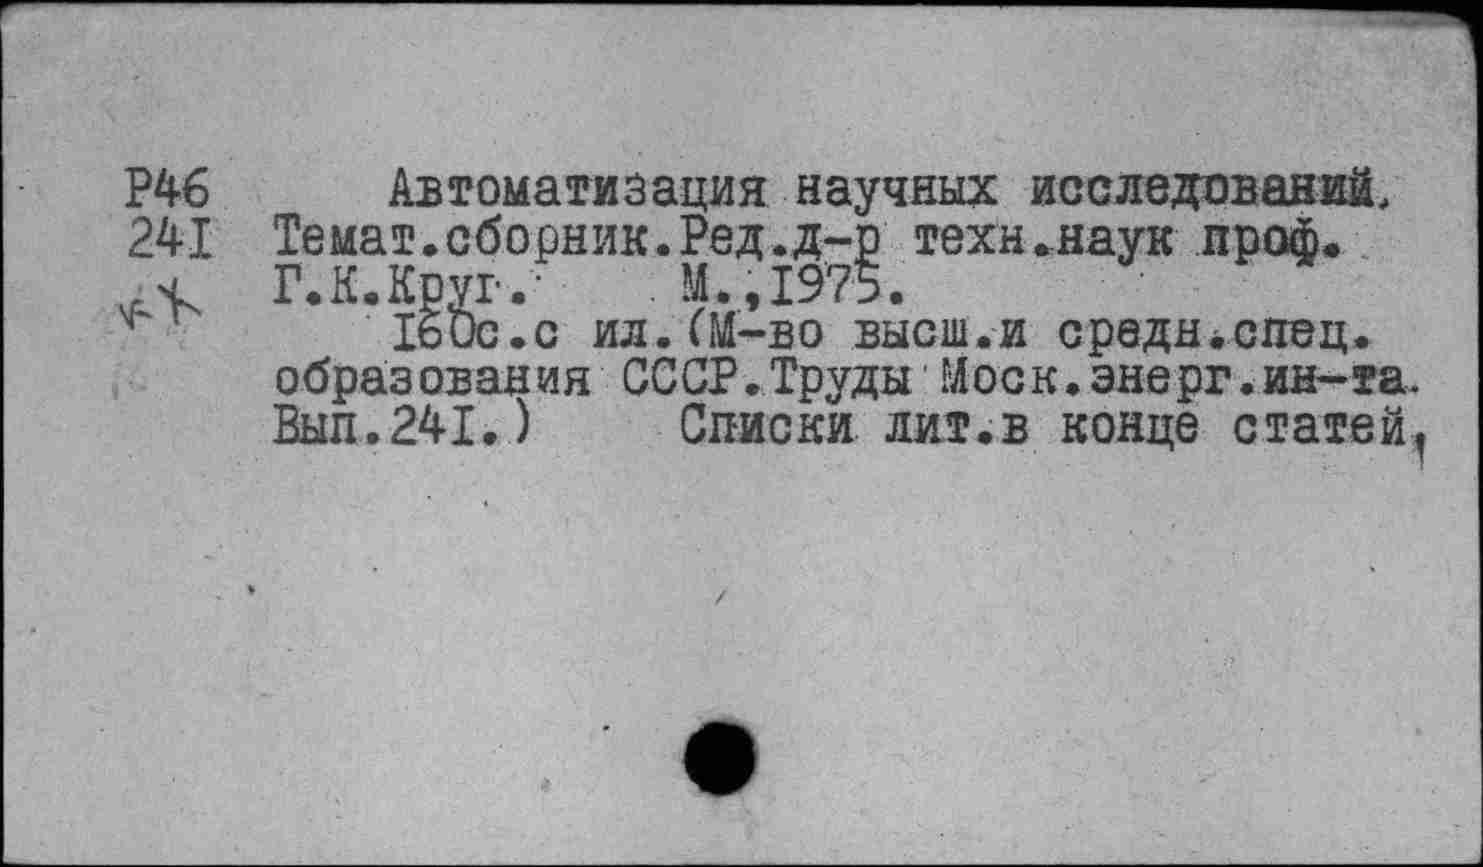 Р46 Автоматизация научных исследований.
241 Темат.сборник.Ред.д-р техн.наук проф.
Г.К.Круг. М.,1975.
160с.с ил.(М-во высш.и средн.спец.
образования СССР.Труды Моск.энерг.ин-та.
Вып.241.) Списки лит.в конце статей,